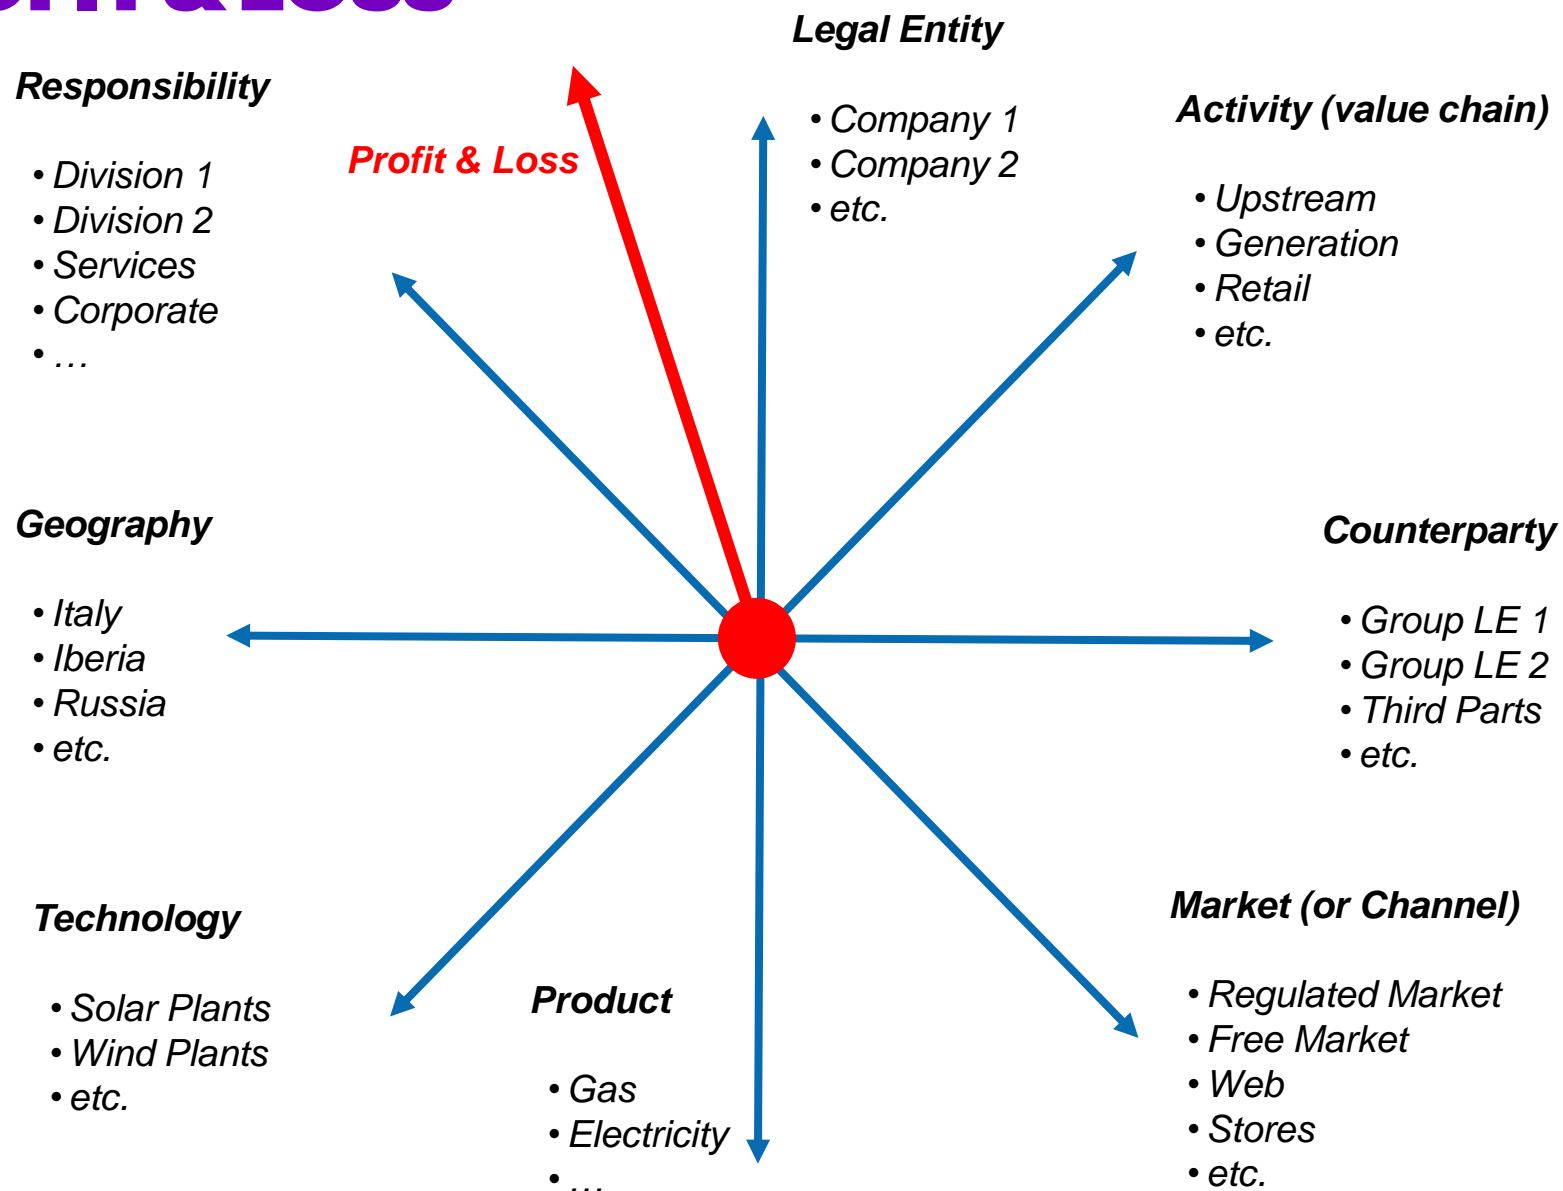 & Loss
Legal Entity
• Company 1
• Company 2
• etc.
Responsibility
• Division 1
• Division 2
• Services
• Corporate
• …
Profit & Loss
Activity (value chain)
• Upstream
• Generation
• Retail
• etc.
Geography
• Italy
• Iberia
• Russia
• etc.
Counterparty
• Group LE 1
• Group LE 2
• Third Parts
• etc.
Technology
• Solar Plants
• Wind Plants
• etc.
Product
• Gas
• Electricity
• …
Market (or Channel)
• Regulated Market
• Free Market
• Web
• Stores
• etc.